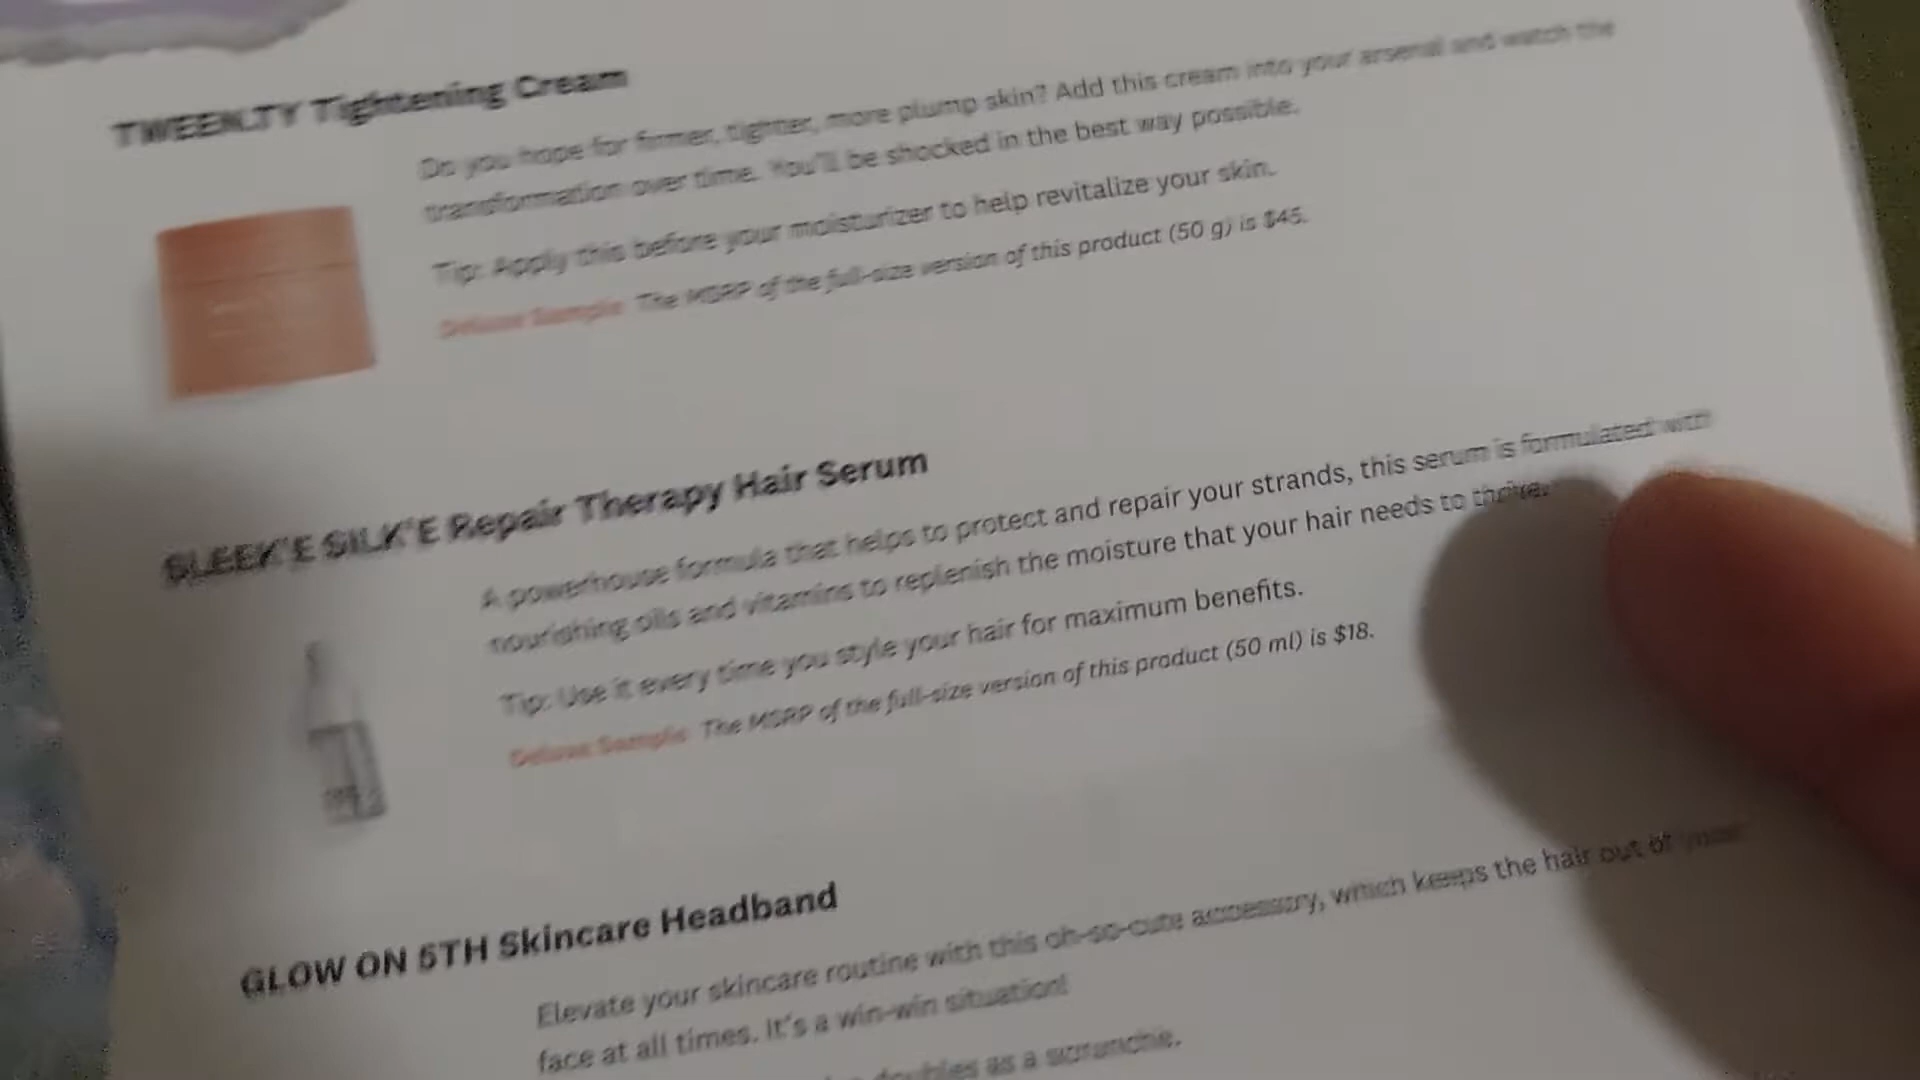 TWEEN.TY Tightening Cream
Do you hope for firmer, tighter, more plump skin? Add this cream into your arsenal and watch the
transformation over time. You'll be shocked in the best way possible.
Tip: Apply this before your moisturizer to help revitalize your skin.
Deluxe Sample The MSRP of the full-size version of this product (50 g) is $45.
SLEEK'E SILK'E Repair Therapy Hair Serum
A powerhouse formula that helps to protect and repair your strands, this serum is formulated with
nourishing oils and vitamins to replenish the moisture that your hair needs to thrive.
Tip: Use it every time you style your hair for maximum benefits.
Deluxe Sample The MSRP of the full-size version of this product (50 ml) is $18.
GLOW ON 5TH Skincare Headband
Elevate your skincare routine with this oh-so-cute accessory, which keeps the hair out of your
face at all times. It's a win-win situation!
doubles as a scrunchie.